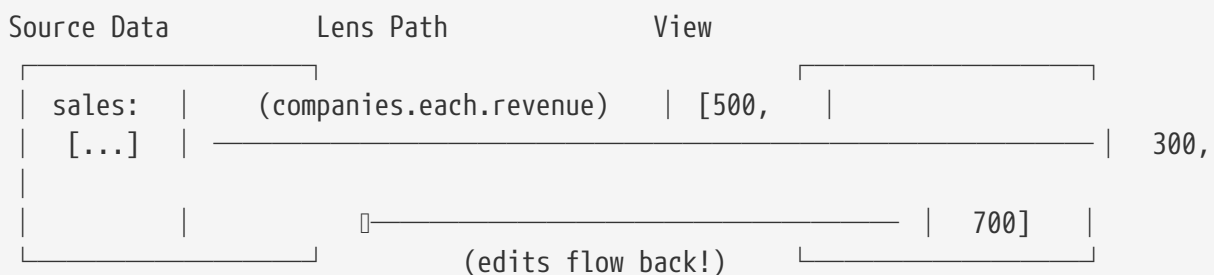 Source Data Lens Path View
sales: (companies.each.revenue) [500,
[...] 300,
700]
(edits flow back!)